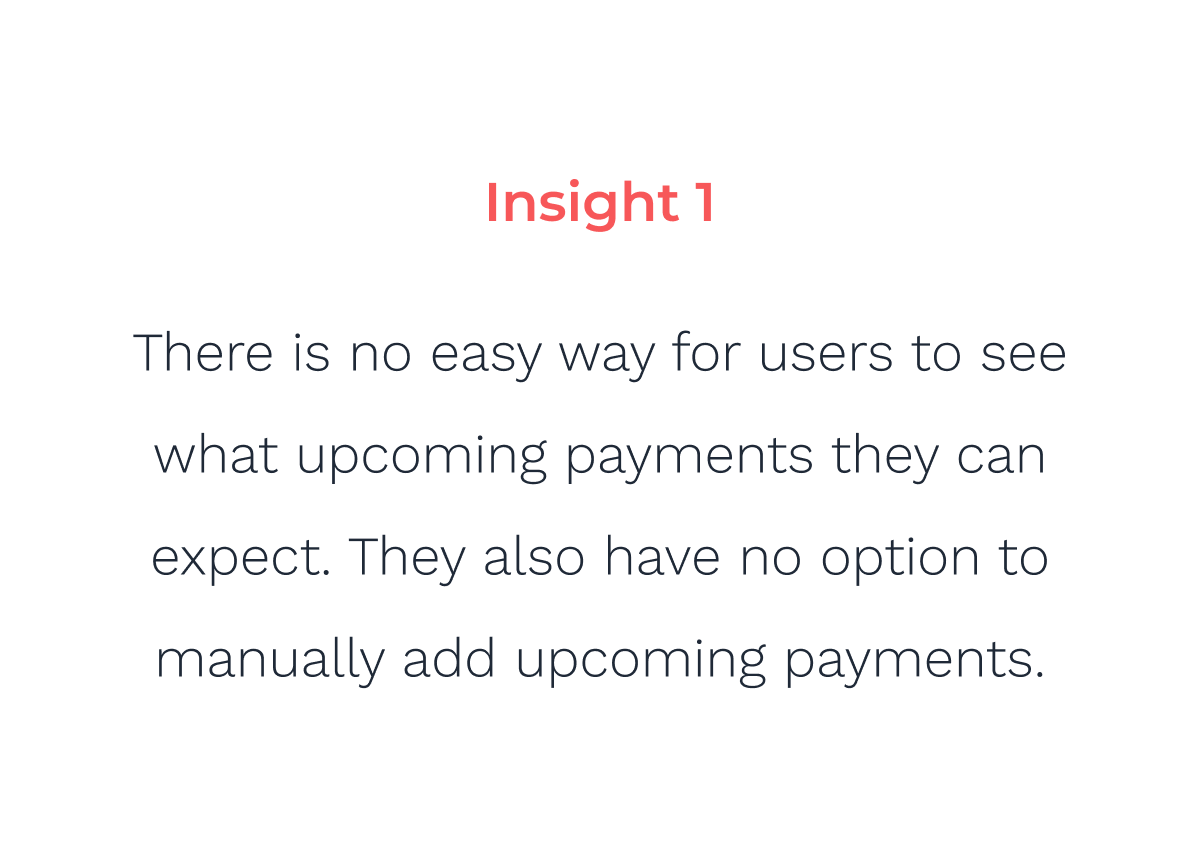 Insight 1
There is no easy way for users to see
what upcoming payments they can
expect. They also have no option to
manually add upcoming payments.